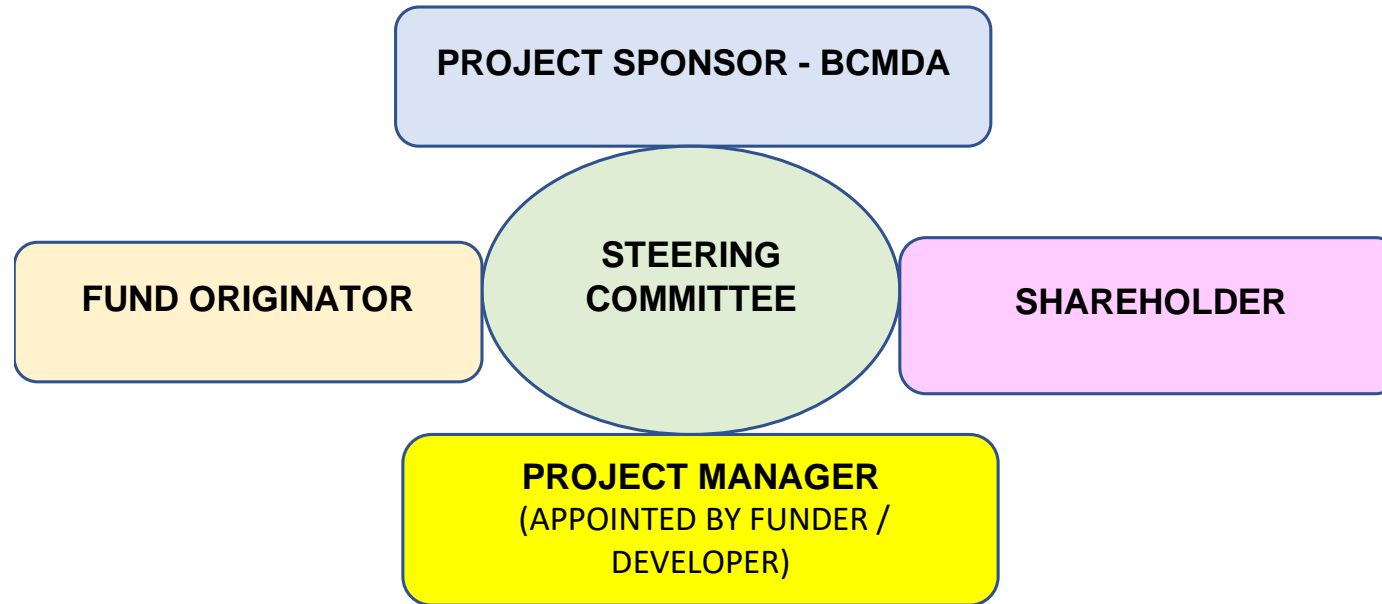 PROJECT SPONSOR - BCMDA
STEERING
COMMITTEE
FUND ORIGINATOR
SHAREHOLDER
PROJECT MANAGER
(APPOINTED BY FUNDER /
DEVELOPER)